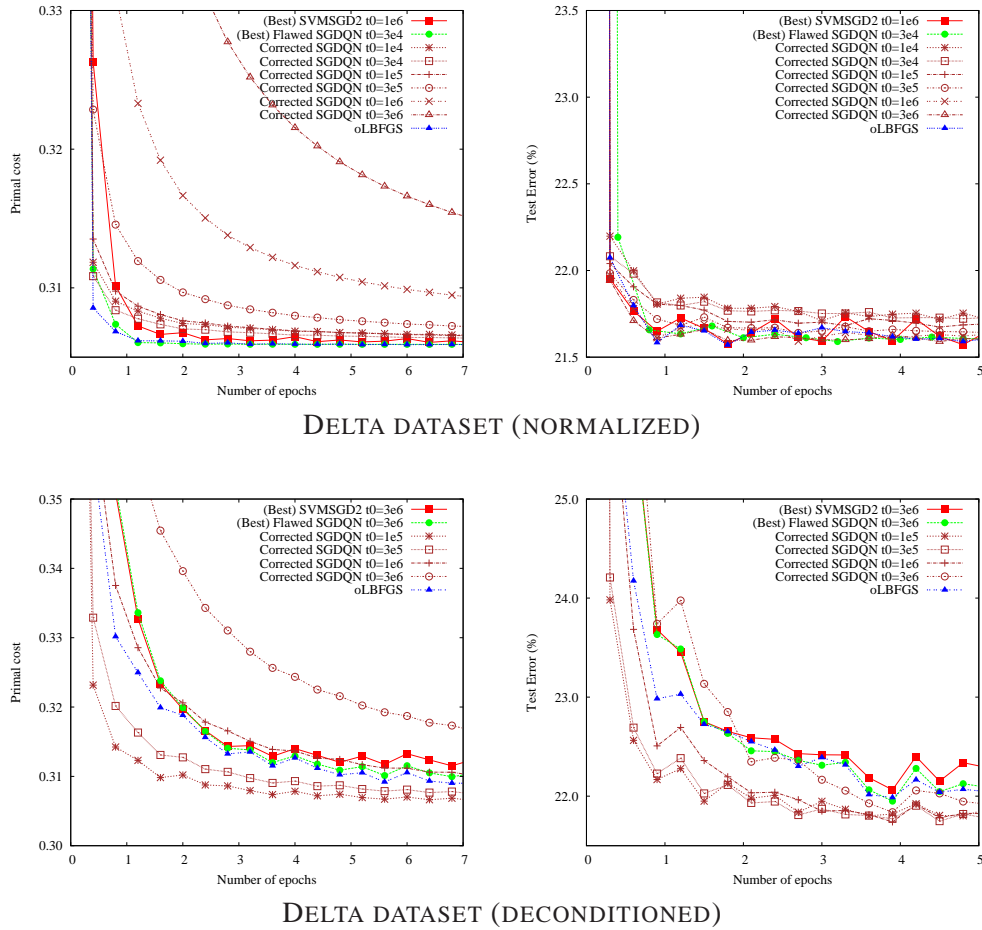 0.33
0.32
0.31
0 1 2 3 4 5 6 7
Primal cost
Number of epochs
(Best) SVMSGD2 t0=1e6
(Best) Flawed SGDQN t0=3e4
Corrected SGDQN t0=1e4
Corrected SGDQN t0=3e4
Corrected SGDQN t0=1e5
Corrected SGDQN t0=3e5
Corrected SGDQN t0=1e6
Corrected SGDQN t0=3e6
oLBFGS
23.5
23.0
22.5
22.0
21.5
0 1 2 3 4 5
Test Error (%)
Number of epochs
(Best) SVMSGD2 t0=1e6
(Best) Flawed SGDQN t0=3e4
Corrected SGDQN t0=1e4
Corrected SGDQN t0=3e4
Corrected SGDQN t0=1e5
Corrected SGDQN t0=3e5
Corrected SGDQN t0=1e6
Corrected SGDQN t0=3e6
oLBFGS
DELTA DATASET (NORMALIZED)
0.35
0.34
0.33
0.32
0.31
0.30
0 1 2 3 4 5 6 7
Primal cost
Number of epochs
(Best) SVMSGD2 t0=3e6
(Best) Flawed SGDQN t0=3e6
Corrected SGDQN t0=1e5
Corrected SGDQN t0=3e5
Corrected SGDQN t0=1e6
Corrected SGDQN t0=3e6
oLBFGS
25.0
24.0
23.0
22.0
0 1 2 3 4 5
Test Error (%)
Number of epochs
(Best) SVMSGD2 t0=3e6
(Best) Flawed SGDQN t0=3e6
Corrected SGDQN t0=1e5
Corrected SGDQN t0=3e5
Corrected SGDQN t0=1e6
Corrected SGDQN t0=3e6
oLBFGS
DELTA DATASET (DECONDITIONED)